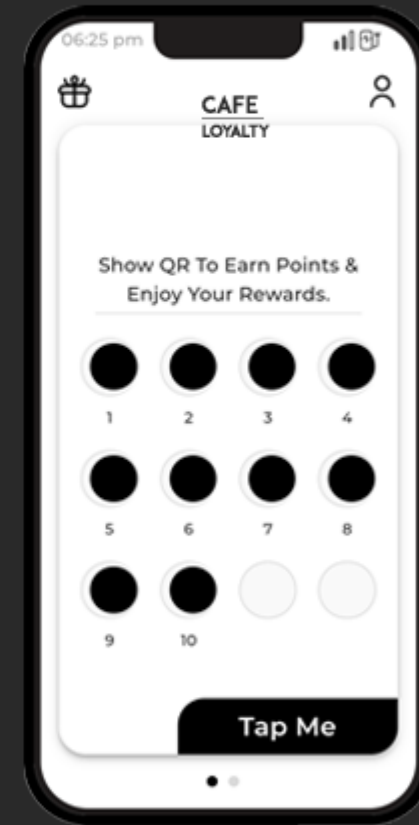 06:25 pm
CAFE
LOYALTY
Show QR To Earn Points &
Enjoy Your Rewards.
1 2 3 4
5 6 7 8
9 10
Tap Me